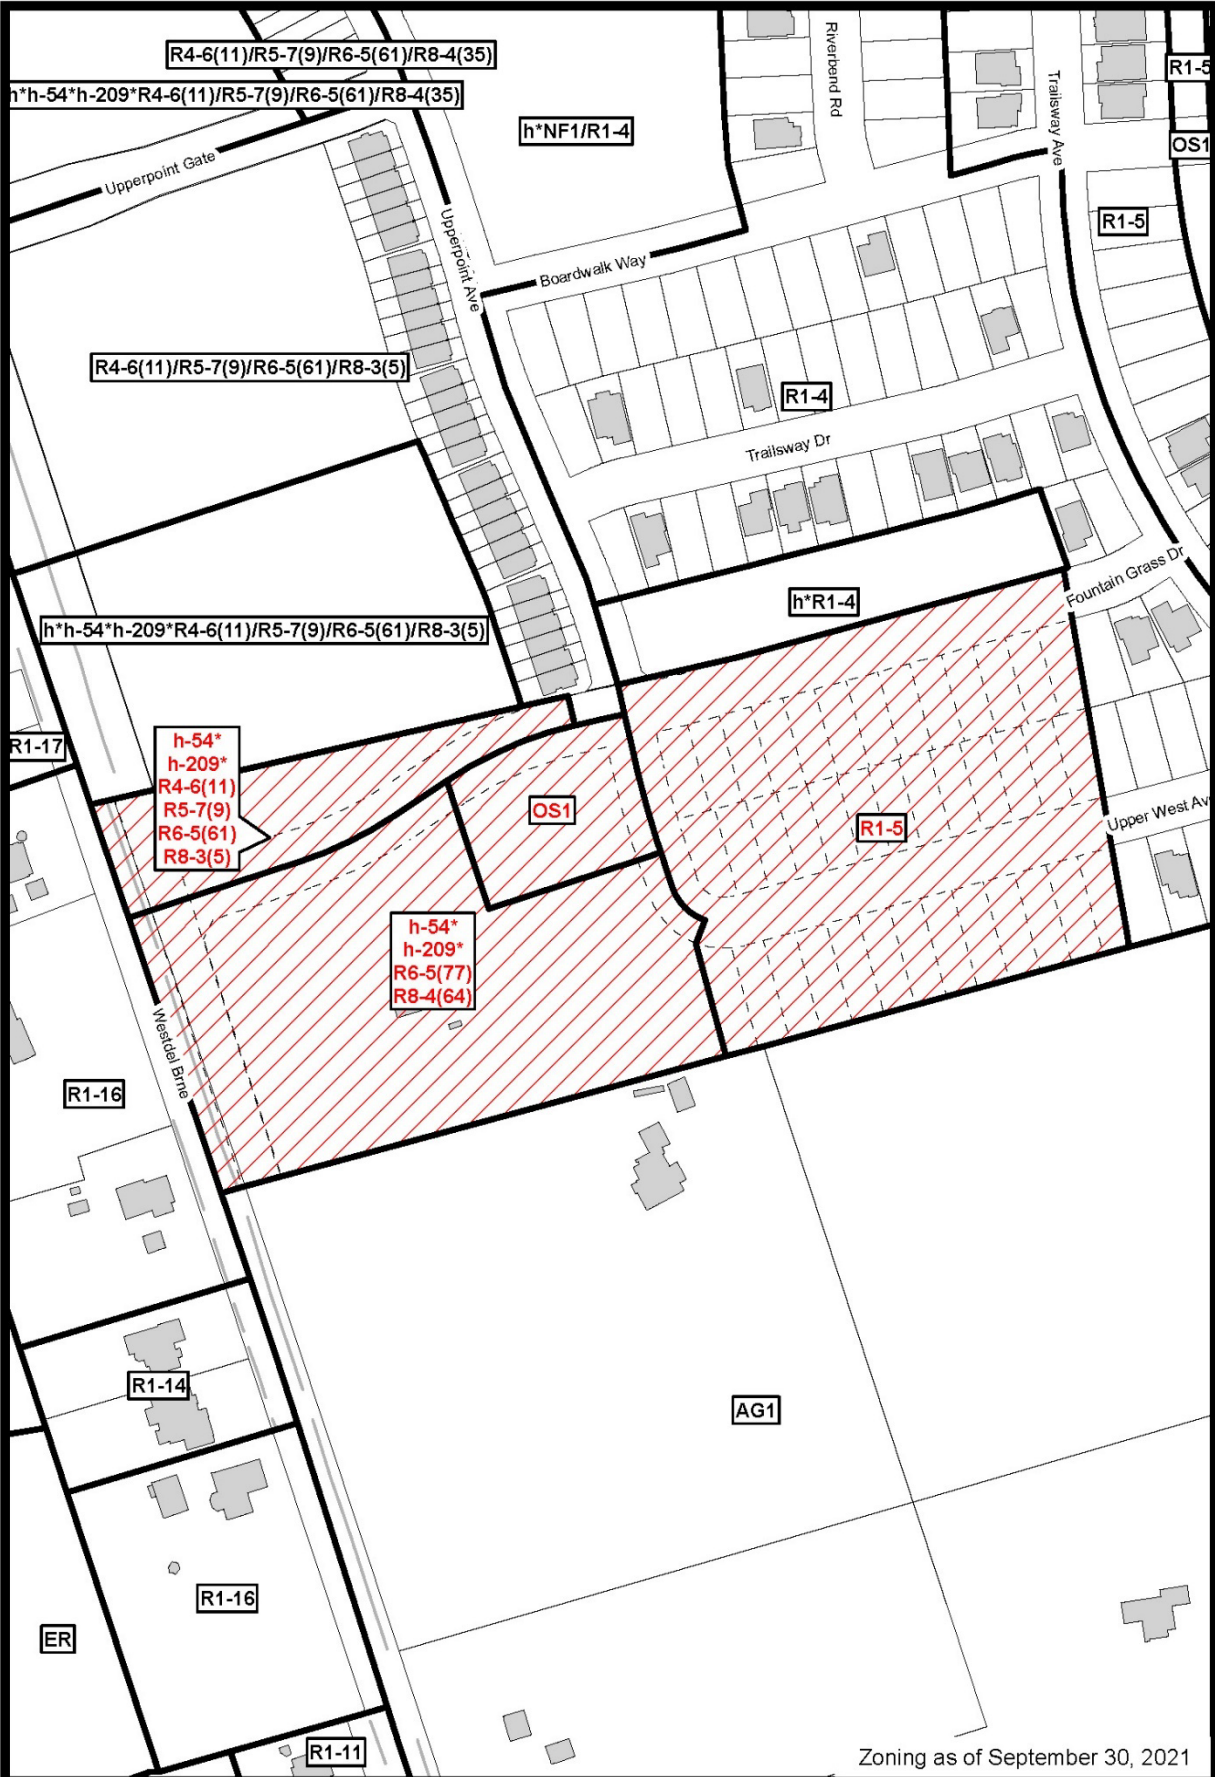 R4-6(11)/R5-7(9)/R6-5(61)/R8-4(35)
h*h-54*h-209*R4-6(11)/R5-7(9)/R6-5(61)/R8-4(35)
Riverbend Rd
Trailsway Ave
R1-5
h*NF1/R1-4
OS1
Upperpoint Gate
Upperpoint Ave
R1-5
Boardwalk Way
R4-6(11)/R5-7(9)/R6-5(61)/R8-3(5)
R1-4
Trailsway Dr
Fountain Grass Dr
h*R1-4
h*h-54*h-209*R4-6(11)/R5-7(9)/R6-5(61)/R8-3(5)
R1-17
h-54*
h-209*
R4-6(11)
R5-7(9)
R6-5(61)
R8-3(5)
OS1
R1-5
Upper West Av
h-54*
h-209*
R6-5(77)
R8-4(64)
Westdel Brne
R1-16
R1-14
AG1
R1-16
ER
R1-11
Zoning as of September 30, 2021